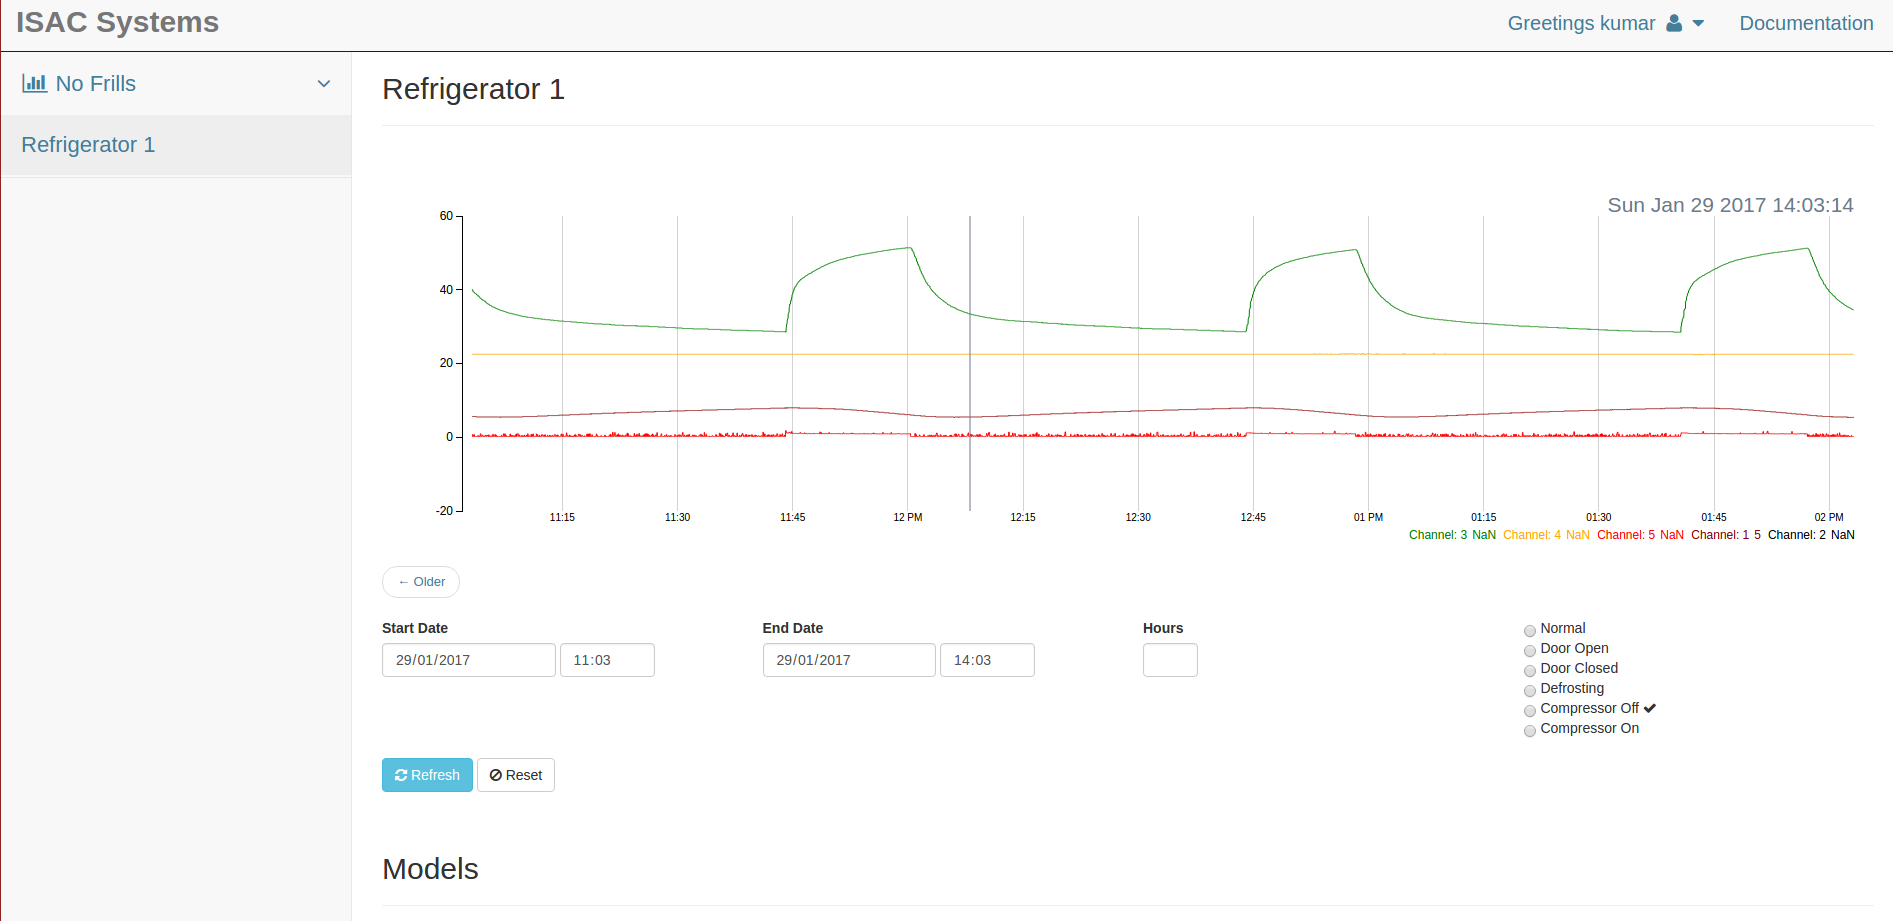 ISAC Systems
Greetings kumar
Documentation
No Frills
Refrigerator 1
Refrigerator 1
Sun Jan 29 2017 14:03:14
60
40
20
0
-20
11:15 11:30 11:45 12 PM 12:15 12:30 12:45 01 PM 01:15 01:30 01:45 02 PM
Channel: 3 NaN Channel: 4 NaN Channel: 5 NaN Channel: 1 5 Channel: 2 NaN
← Older
Start Date
29/01/2017 11:03
End Date
29/01/2017 14:03
Hours
Normal
Door Open
Door Closed
Defrosting
Compressor Off
Compressor On
Refresh Reset
Models